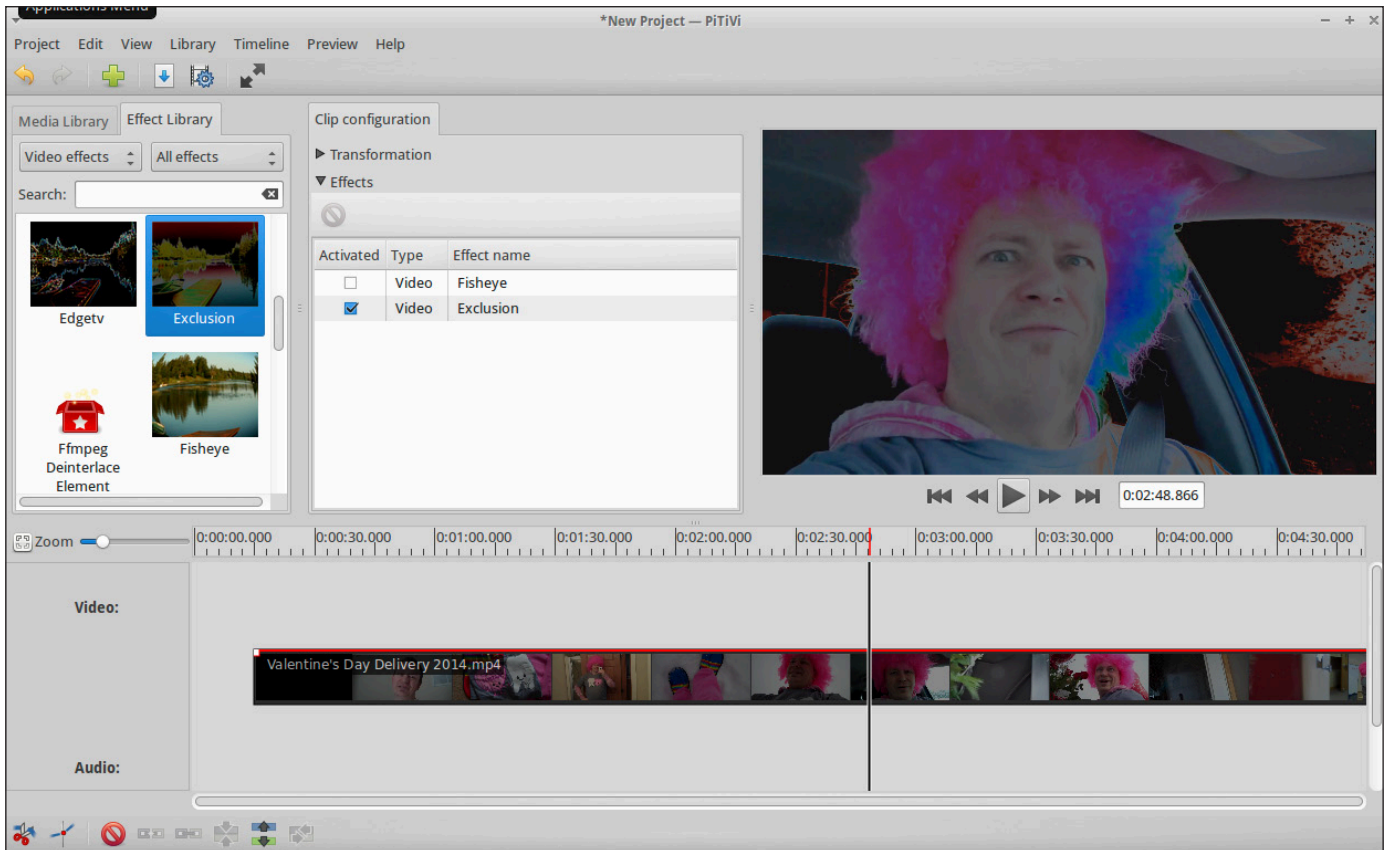 Applications Menu
*New Project — PiTiVi
Project Edit View Library Timeline Preview Help
Media Library Effect Library
Clip configuration
Video effects All effects
Transformation
Search:
Effects
Activated Type Effect name
Video Fisheye
Video Exclusion
Edgetv Exclusion
Ffmpeg Deinterlace Element
Fisheye
0:02:48.866
Zoom
0:00:00.000 0:00:30.000 0:01:00.000 0:01:30.000 0:02:00.000 0:02:30.000 0:03:00.000 0:03:30.000 0:04:00.000 0:04:30.000
Video:
Valentine's Day Delivery 2014.mp4
Audio: